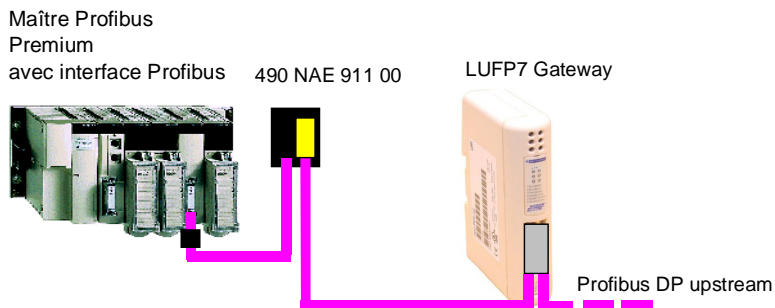 Maître Profibus
Premium
avec interface Profibus
490 NAE 911 00
LUFP7 Gateway
Profibus DP upstream